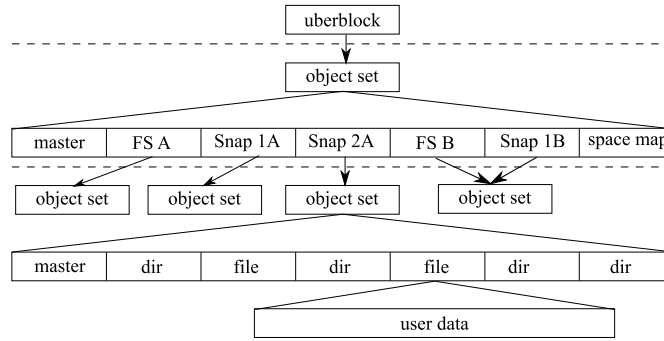 uberblock
object set
master FS A Snap 1A Snap 2A FS B Snap 1B space map
object set object set object set object set
master dir file dir file dir dir
user data